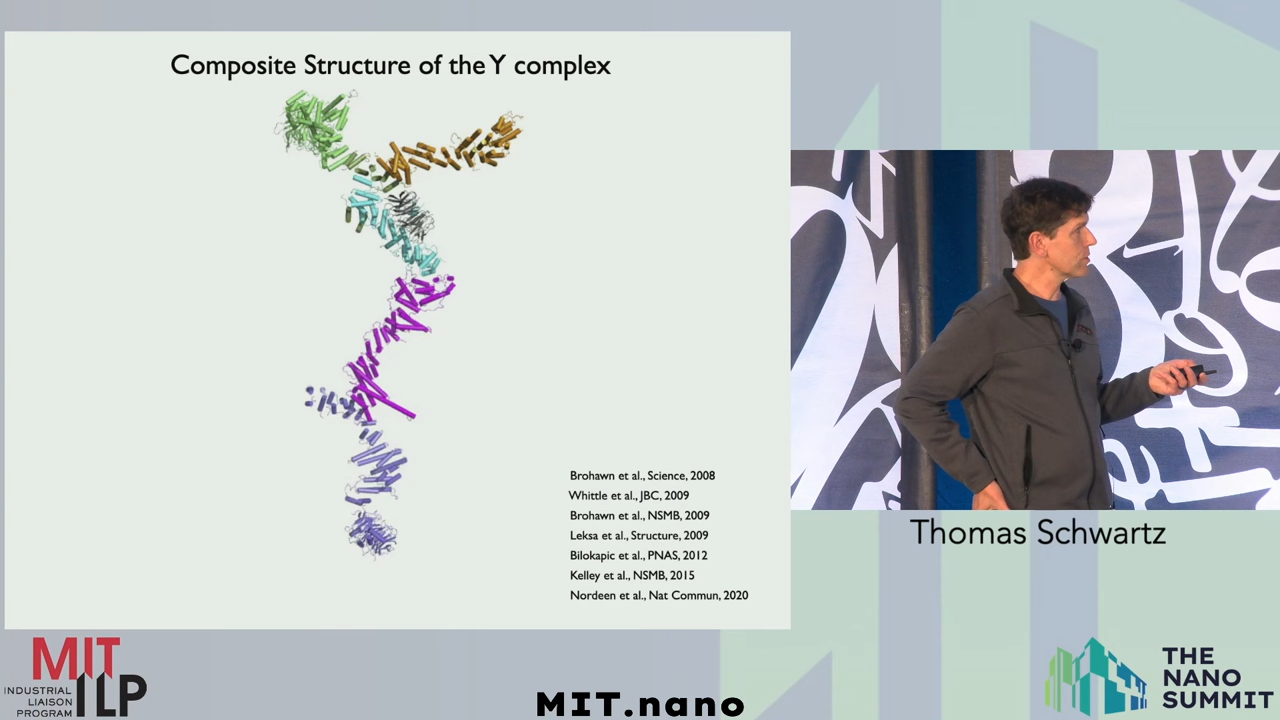 Composite Structure of the Y complex
Brohawn et al., Science, 2008
Whittle et al., JBC, 2009
Brohawn et al., NSMB, 2009
Leksa et al., Structure, 2009
Bilokapic et al., PNAS, 2012
Kelley et al., NSMB, 2015
Nordeen et al., Nat Commun, 2020
Thomas Schwartz
MIT
ILP
INDUSTRIAL
LIAISON
PROGRAM
MIT.nano
THE
NANO
SUMMIT